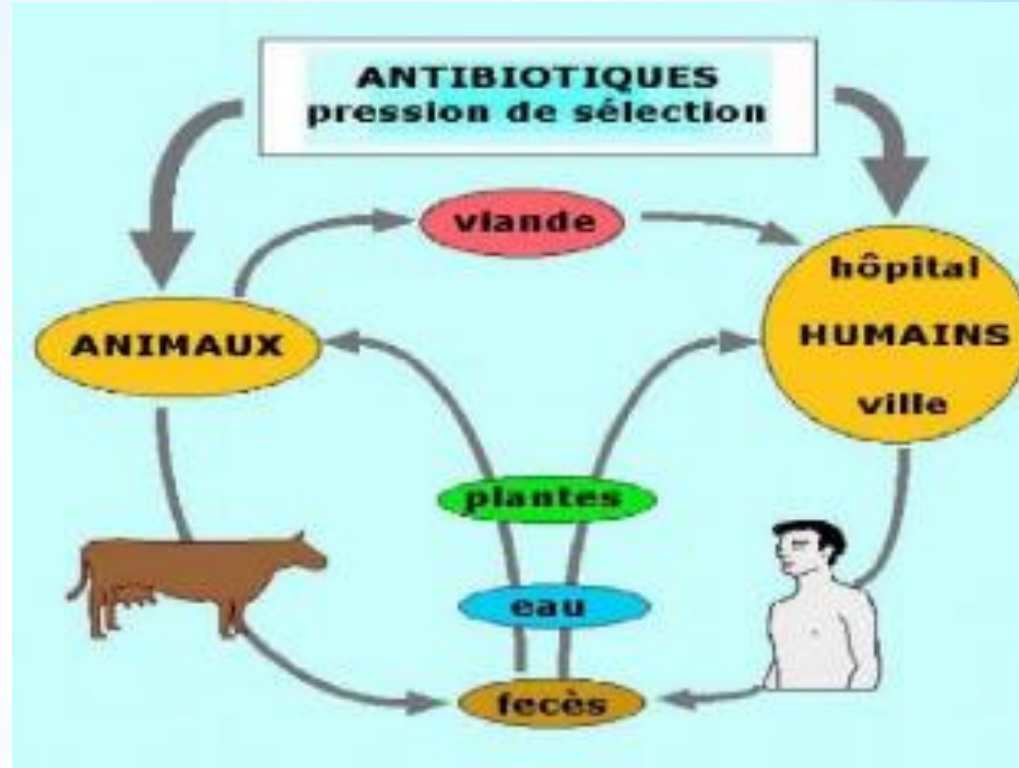 ANTIBIOTIQUES
pression de sélection
viande
hôpital
ANIMAUX
HUMAINS
ville
plantes
eau
fecès